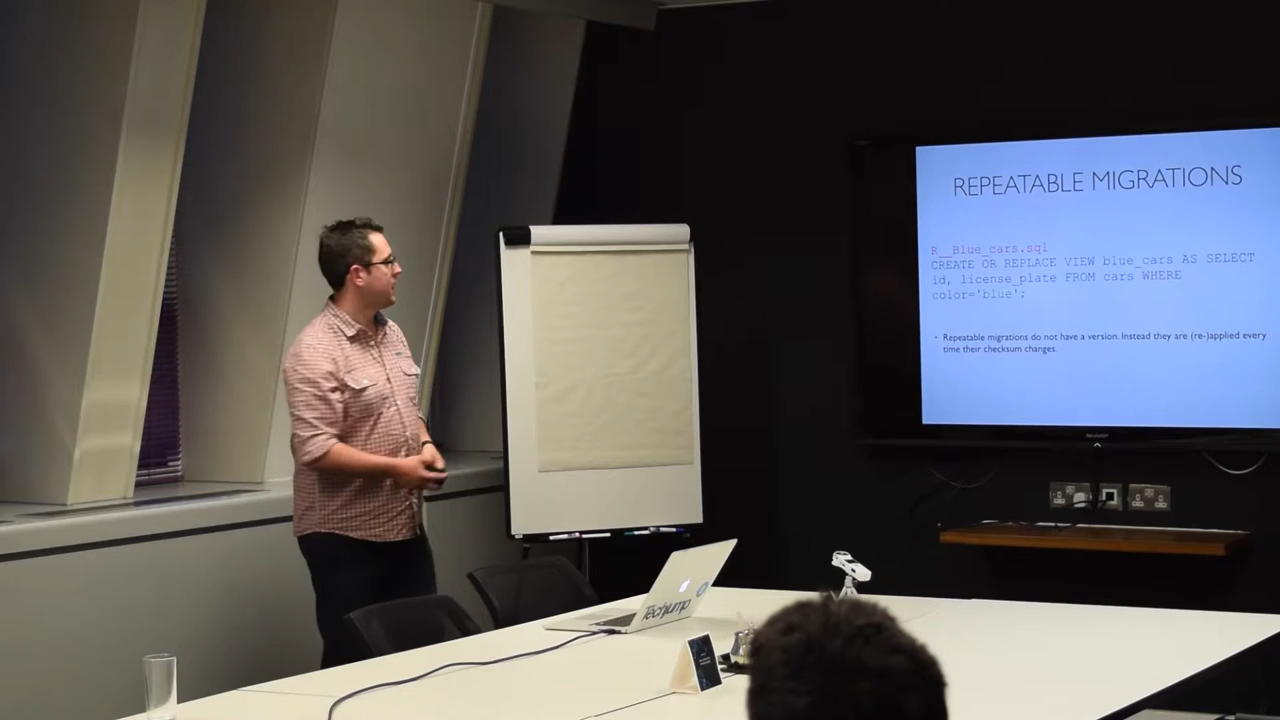 REPEATABLE MIGRATIONS
R__Blue_cars.sql
CREATE OR REPLACE VIEW blue_cars AS SELECT
id, license_plate FROM cars WHERE
color='blue';
• Repeatable migrations do not have a version. Instead they are (re-)applied every
time their checksum changes.
SHARP
Techjump